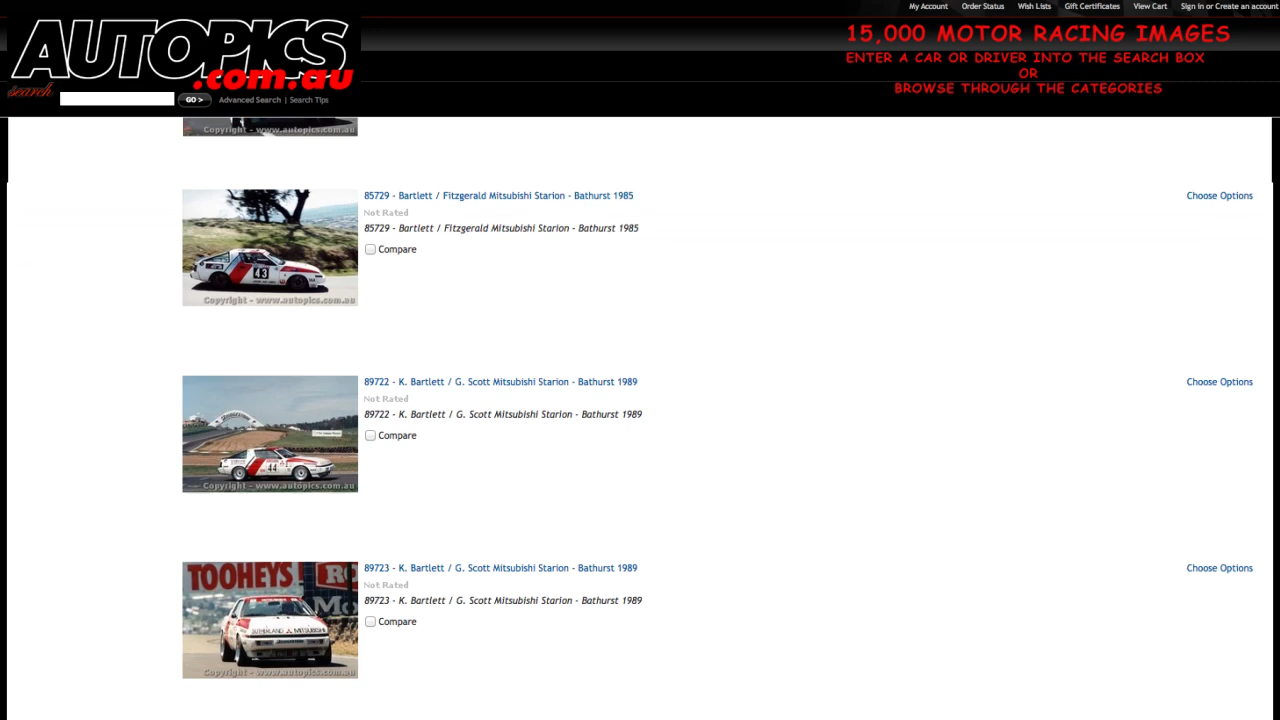 My Account Order Status Wish Lists Gift Certificates View Cart Sign in or Create an account
AUTOPICS
.com.au
search GO > Advanced Search | Search Tips
15,000 MOTOR RACING IMAGES
ENTER A CAR OR DRIVER INTO THE SEARCH BOX
OR
BROWSE THROUGH THE CATEGORIES
Copyright - www.autopics.com.au
85729 - Bartlett / Fitzgerald Mitsubishi Starion - Bathurst 1985 Choose Options
Not Rated
85729 - Bartlett / Fitzgerald Mitsubishi Starion - Bathurst 1985
Compare
43
Copyright - www.autopics.com.au
89722 - K. Bartlett / G. Scott Mitsubishi Starion - Bathurst 1989 Choose Options
Not Rated
89722 - K. Bartlett / G. Scott Mitsubishi Starion - Bathurst 1989
Compare
44
Copyright - www.autopics.com.au
89723 - K. Bartlett / G. Scott Mitsubishi Starion - Bathurst 1989 Choose Options
Not Rated
89723 - K. Bartlett / G. Scott Mitsubishi Starion - Bathurst 1989
Compare
TOOHEYS
SUTHERLAND MITSUBISHI
Copyright - www.autopics.com.au